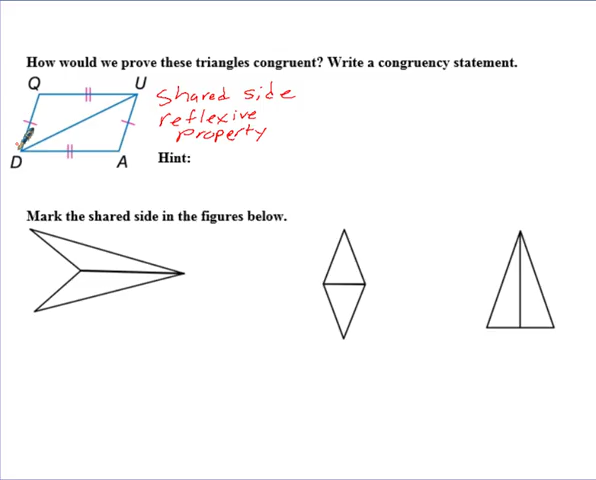 How would we prove these triangles congruent? Write a congruency statement.
Q U
shared side
reflexive
property
D A
Hint:
Mark the shared side in the figures below.